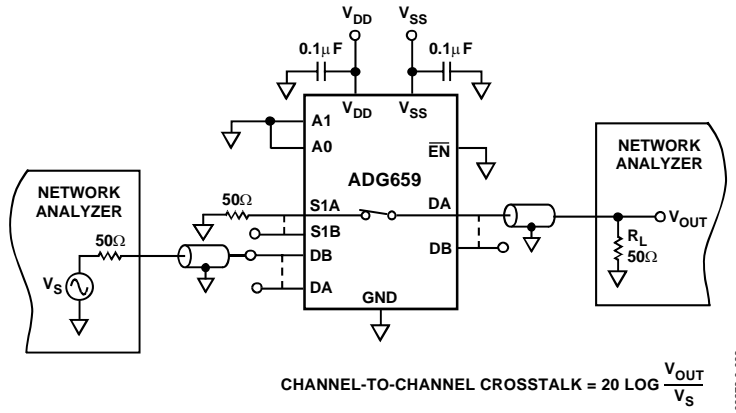 VDD VSS
0.1μF 0.1μF
VDD VSS
A1
A0
EN
ADG659
NETWORK
ANALYZER
50Ω
VS
50Ω
S1A
S1B
DB
DA
GND
DA
DB
NETWORK
ANALYZER
VOUT
RL
50Ω
CHANNEL-TO-CHANNEL CROSSTALK = 20 LOG VOUT/VS